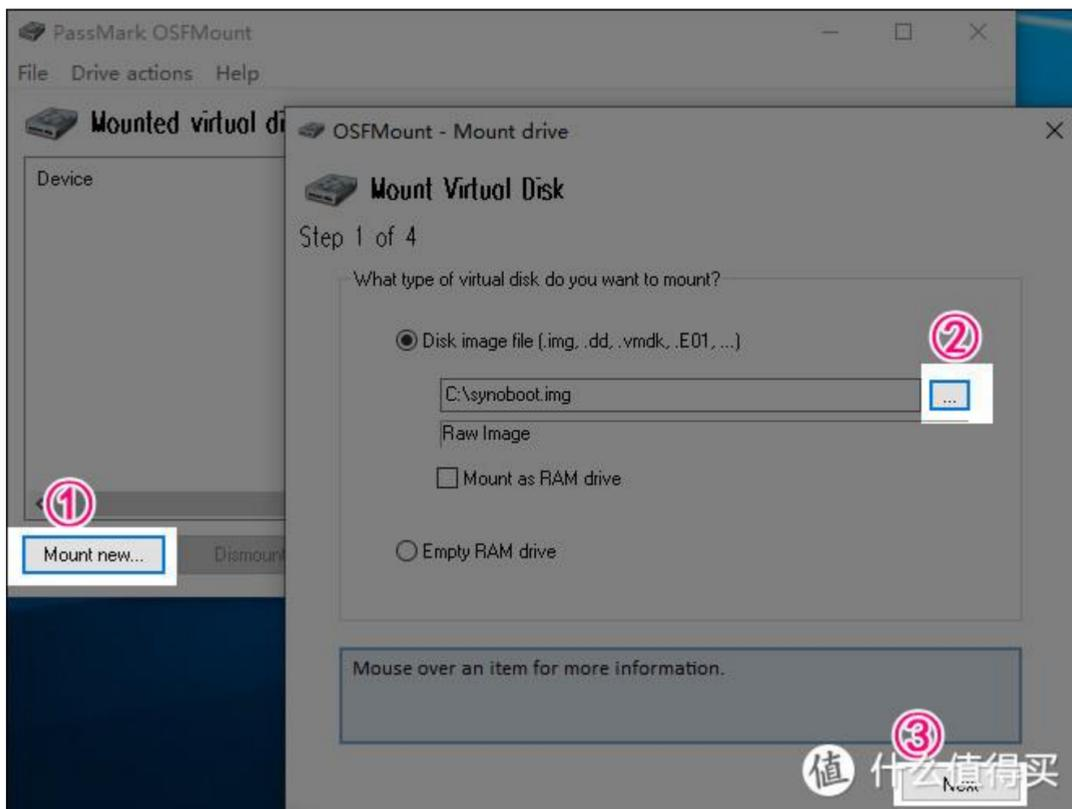 PassMark OSFMount
File Drive actions Help
Mounted virtual di
Device
①
Mount new...
Dismount
OSFMount - Mount drive
Mount Virtual Disk
Step 1 of 4
What type of virtual disk do you want to mount?
Disk image file (.img, .dd, .vmdk, .E01, ...)
②
C:\synoboot.img
...
Raw Image
Mount as RAM drive
Empty RAM drive
Mouse over an item for more information.
③
Next
值 什么值得买